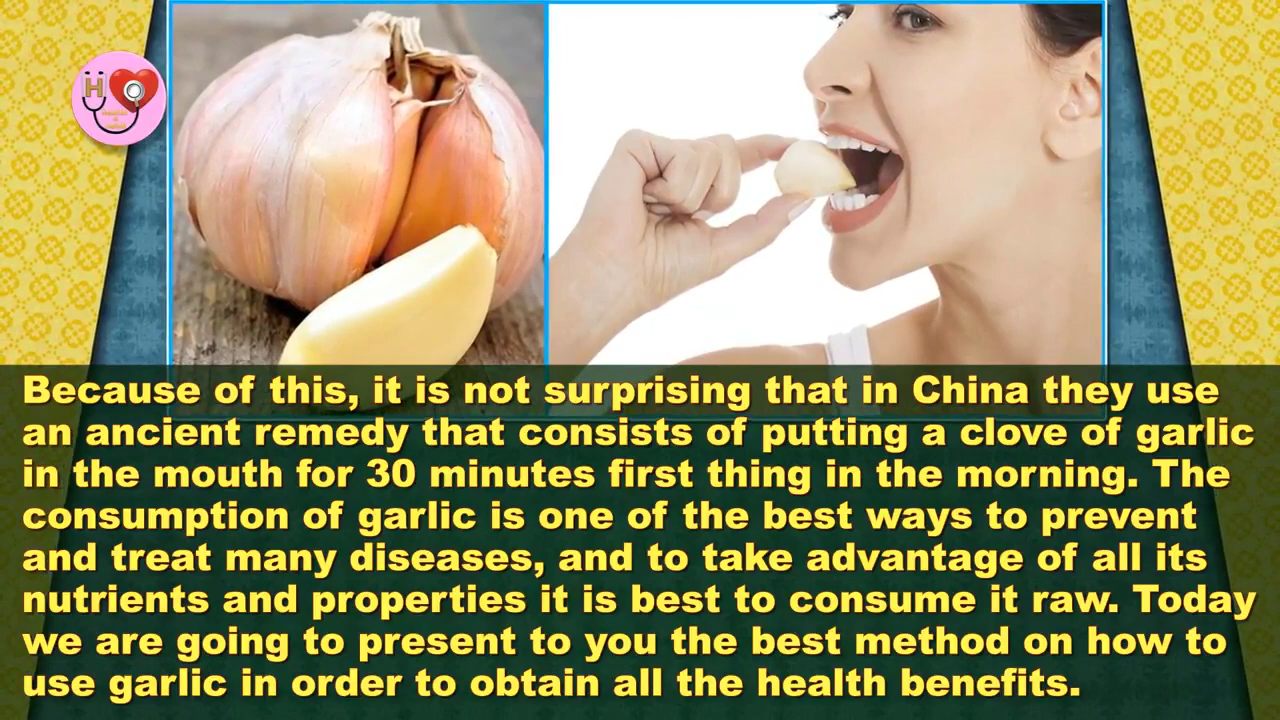 H
Because of this, it is not surprising that in China they use
an ancient remedy that consists of putting a clove of garlic
in the mouth for 30 minutes first thing in the morning. The
consumption of garlic is one of the best ways to prevent
and treat many diseases, and to take advantage of all its
nutrients and properties it is best to consume it raw. Today
we are going to present to you the best method on how to
use garlic in order to obtain all the health benefits.